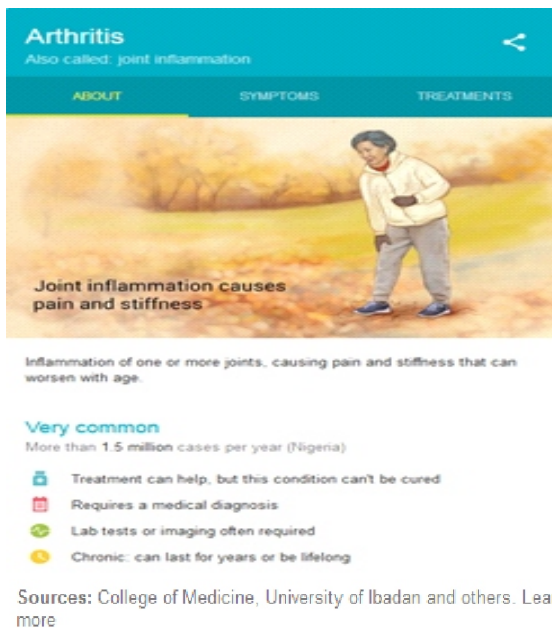 Arthritis
Also called: joint inflammation
ABOUT SYMPTOMS TREATMENTS
Joint inflammation causes
pain and stiffness
Inflammation of one or more joints, causing pain and stiffness that can
worsen with age.
Very common
More than 1.5 million cases per year (Nigeria)
Treatment can help, but this condition can't be cured
Requires a medical diagnosis
Lab tests or imaging often required
Chronic: can last for years or be lifelong
Sources: College of Medicine, University of Ibadan and others. Lea
more